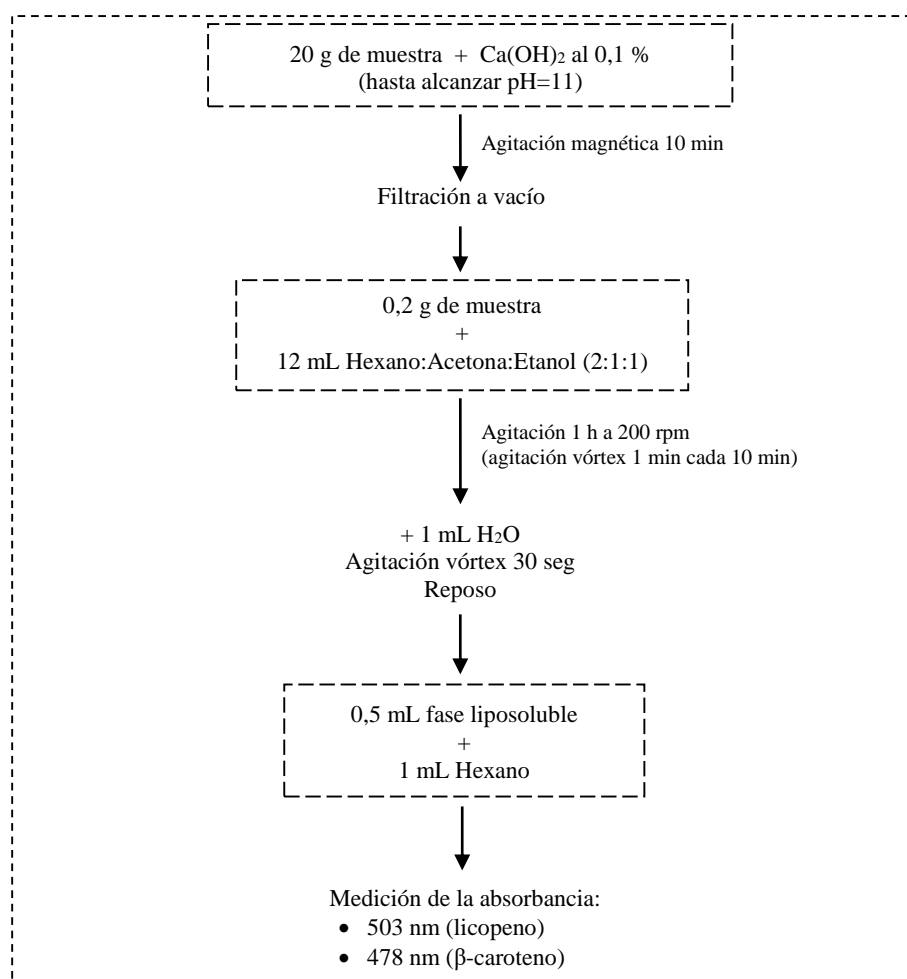 20 g de muestra + Ca(OH)2 al 0,1 %
(hasta alcanzar pH=11)
Agitación magnética 10 min
Filtración a vacío
0,2 g de muestra
+
12 mL Hexano:Acetona:Etanol (2:1:1)
Agitación 1 h a 200 rpm
(agitación vórtex 1 min cada 10 min)
+ 1 mL H2O
Agitación vórtex 30 seg
Reposo
0,5 mL fase liposoluble
+
1 mL Hexano
Medición de la absorbancia:
• 503 nm (licopeno)
• 478 nm (β-caroteno)